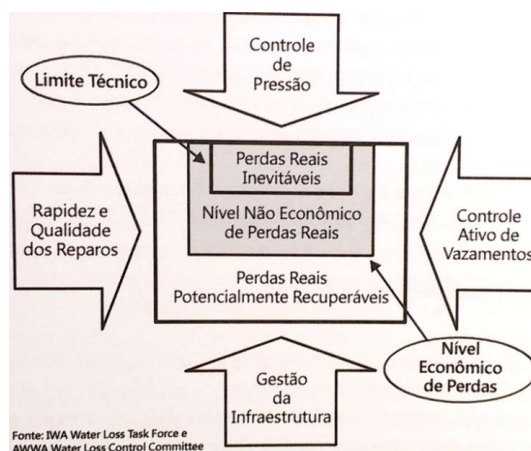 Controle
de
Pressão
Limite Técnico
Perdas Reais
Inevitáveis
Rapidez e
Qualidade
dos Reparos
Nível Não Econômico
de Perdas Reais
Controle
Ativo de
Vazamentos
Perdas Reais
Potencialmente Recuperáveis
Nível
Econômico
de Perdas
Gestão
da
Infraestrutura
Fonte: IWA Water Loss Task Force e
AWWA Water Loss Control Committee